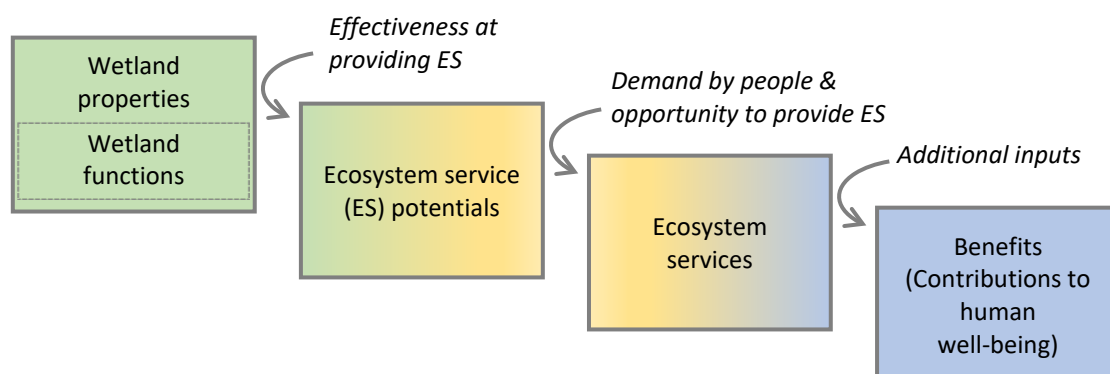 Effectiveness at
providing ES
Wetland
properties
Wetland
functions
Demand by people &
opportunity to provide ES
Ecosystem service
(ES) potentials
Additional inputs
Ecosystem
services
Benefits
(Contributions to
human
well-being)